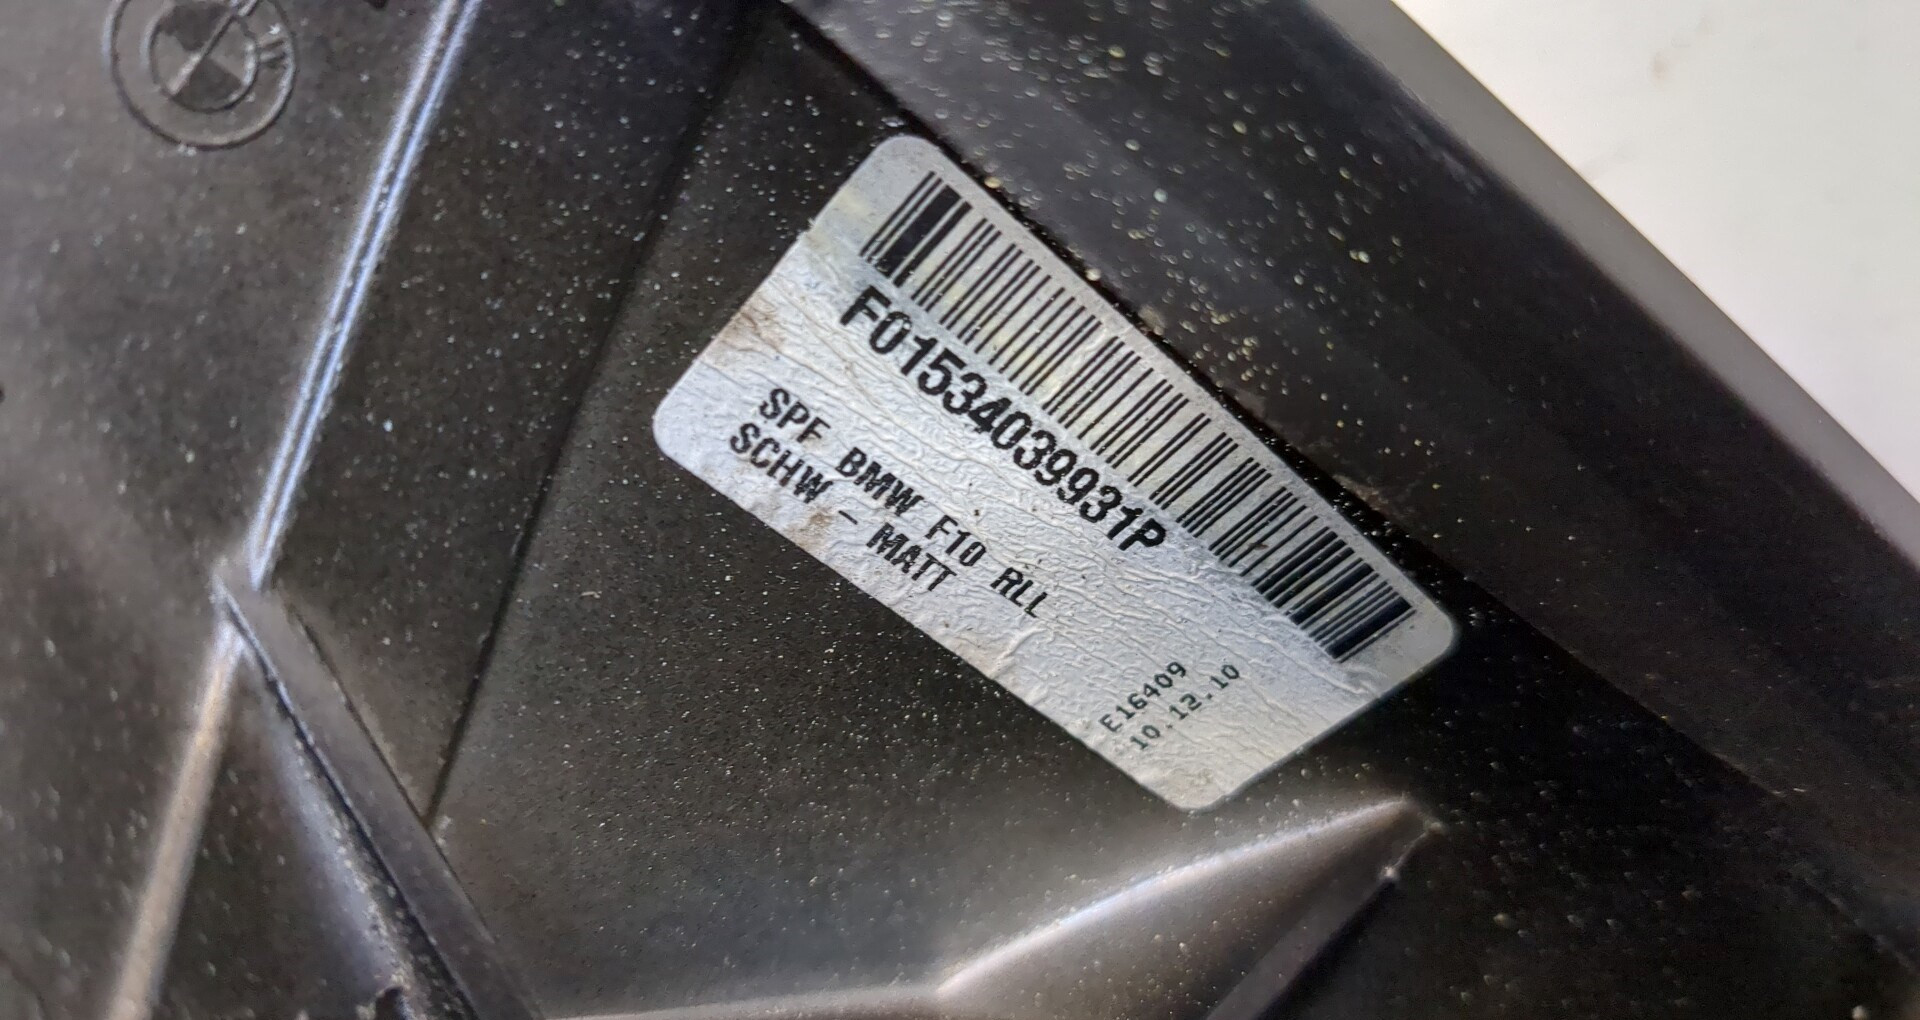 F01534039931P
SPF BMW F10 RLL
SCHW - MATT
E16409
10.12.10